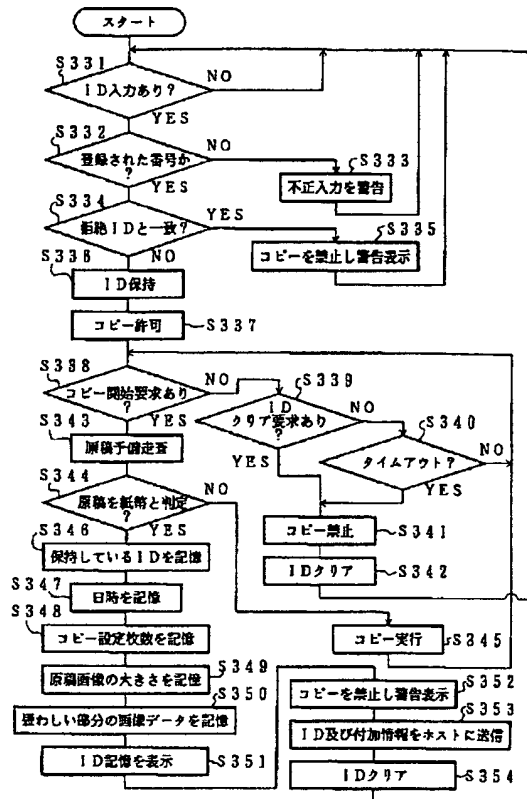 スタート
S331
ID入力あり?
NO
YES
S332
登録された番号か
?
NO
YES
S333
不正入力を警告
S334
拒絶IDと一致?
YES
NO
S335
コピーを禁止し警告表示
S336
ID保持
コピー許可
S337
S338
コピー開始要求あり
?
NO
YES
S339
ID
クリア要求あり
?
NO
YES
S340
タイムアウト?
NO
YES
S343
原稿予備走査
S344
原稿を紙幣と判定
?
NO
YES
コピー禁止
S341
IDクリア
S342
S346
保持しているIDを記憶
S347
日時を記憶
コピー実行
S345
S348
コピー設定枚数を記憶
原稿画像の大きさを記憶
S349
S350
疑わしい部分の画像データを記憶
ID記憶を表示
S351
S352
コピーを禁止し警告表示
S353
ID及び付加情報をホストに送信
IDクリア
S354